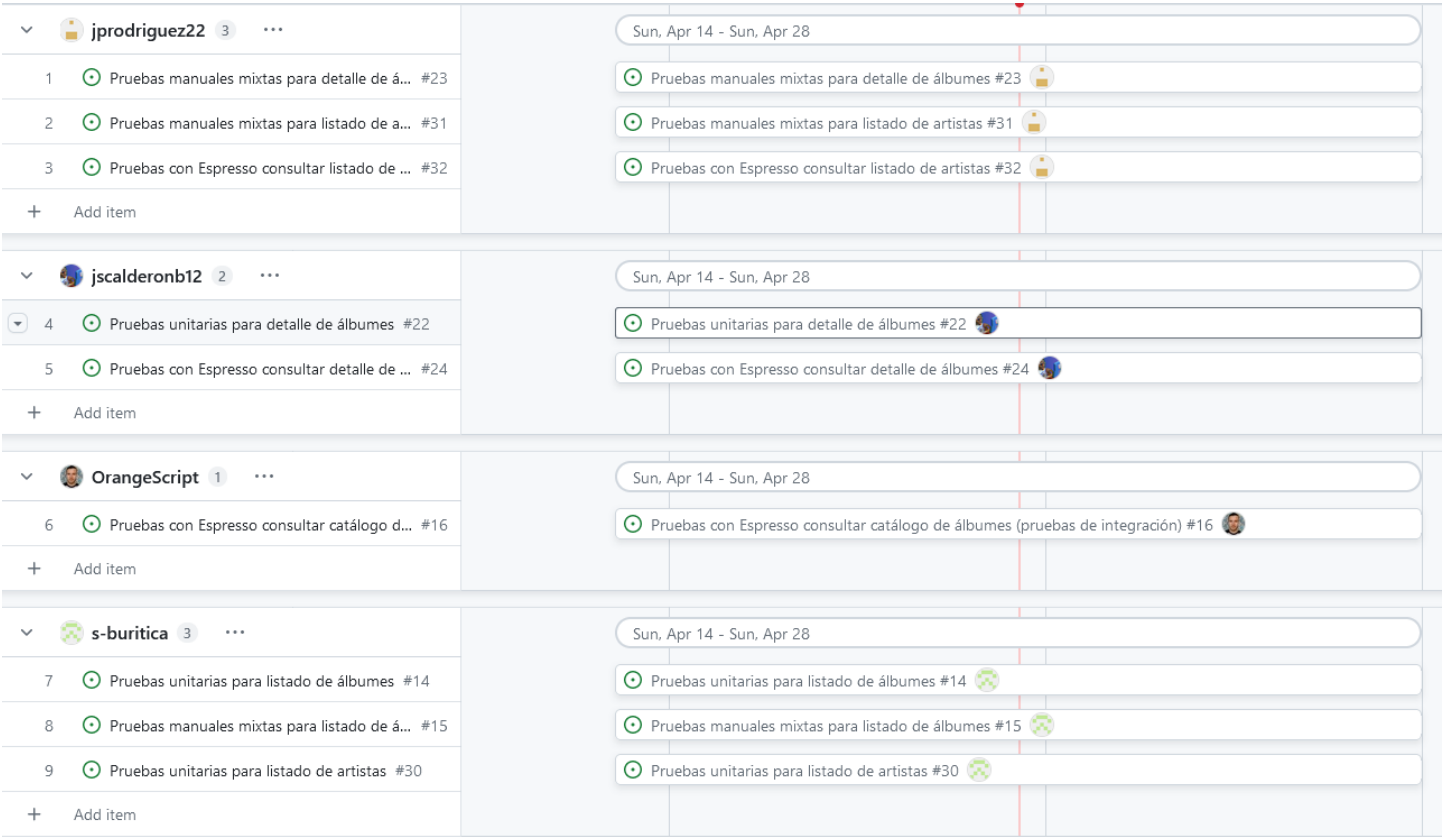 jprodriguez22 3 ··· Sun, Apr 14 - Sun, Apr 28
1 Pruebas manuales mixtas para detalle de á... #23 Pruebas manuales mixtas para detalle de álbumes #23
2 Pruebas manuales mixtas para listado de a... #31 Pruebas manuales mixtas para listado de artistas #31
3 Pruebas con Espresso consultar listado de ... #32 Pruebas con Espresso consultar listado de artistas #32
+ Add item
jscalderonb12 2 ··· Sun, Apr 14 - Sun, Apr 28
4 Pruebas unitarias para detalle de álbumes #22 Pruebas unitarias para detalle de álbumes #22
5 Pruebas con Espresso consultar detalle de ... #24 Pruebas con Espresso consultar detalle de álbumes #24
+ Add item
OrangeScript 1 ··· Sun, Apr 14 - Sun, Apr 28
6 Pruebas con Espresso consultar catálogo d... #16 Pruebas con Espresso consultar catálogo de álbumes (pruebas de integración) #16
+ Add item
s-buritica 3 ··· Sun, Apr 14 - Sun, Apr 28
7 Pruebas unitarias para listado de álbumes #14 Pruebas unitarias para listado de álbumes #14
8 Pruebas manuales mixtas para listado de á... #15 Pruebas manuales mixtas para listado de álbumes #15
9 Pruebas unitarias para listado de artistas #30 Pruebas unitarias para listado de artistas #30
+ Add item